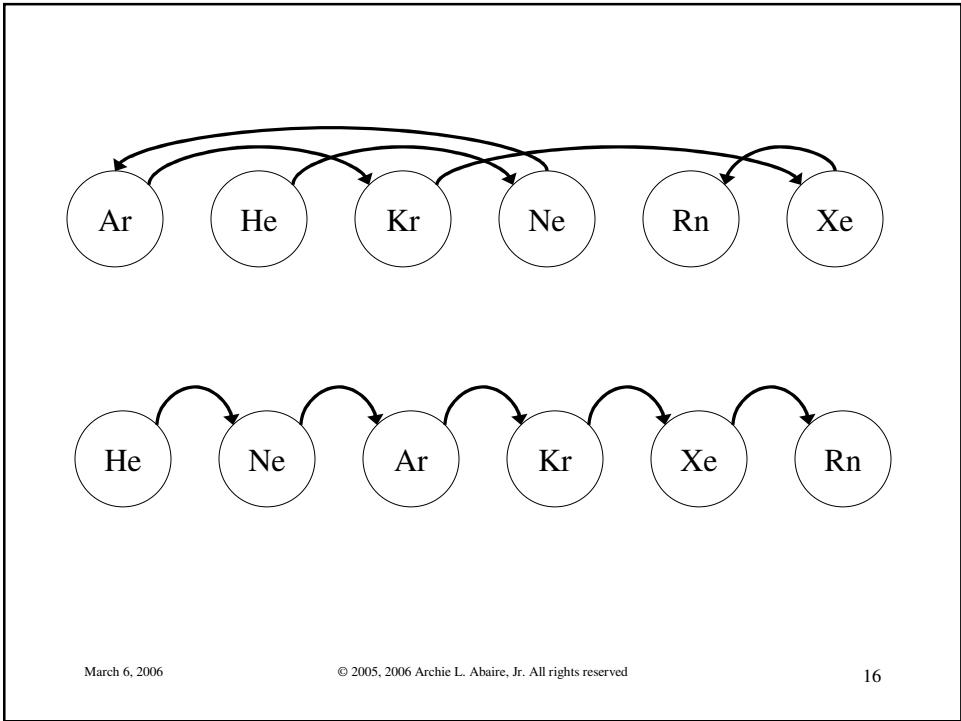 Ar He Kr Ne Rn Xe
He Ne Ar Kr Xe Rn
March 6, 2006 © 2005, 2006 Archie L. Abaire, Jr. All rights reserved 16